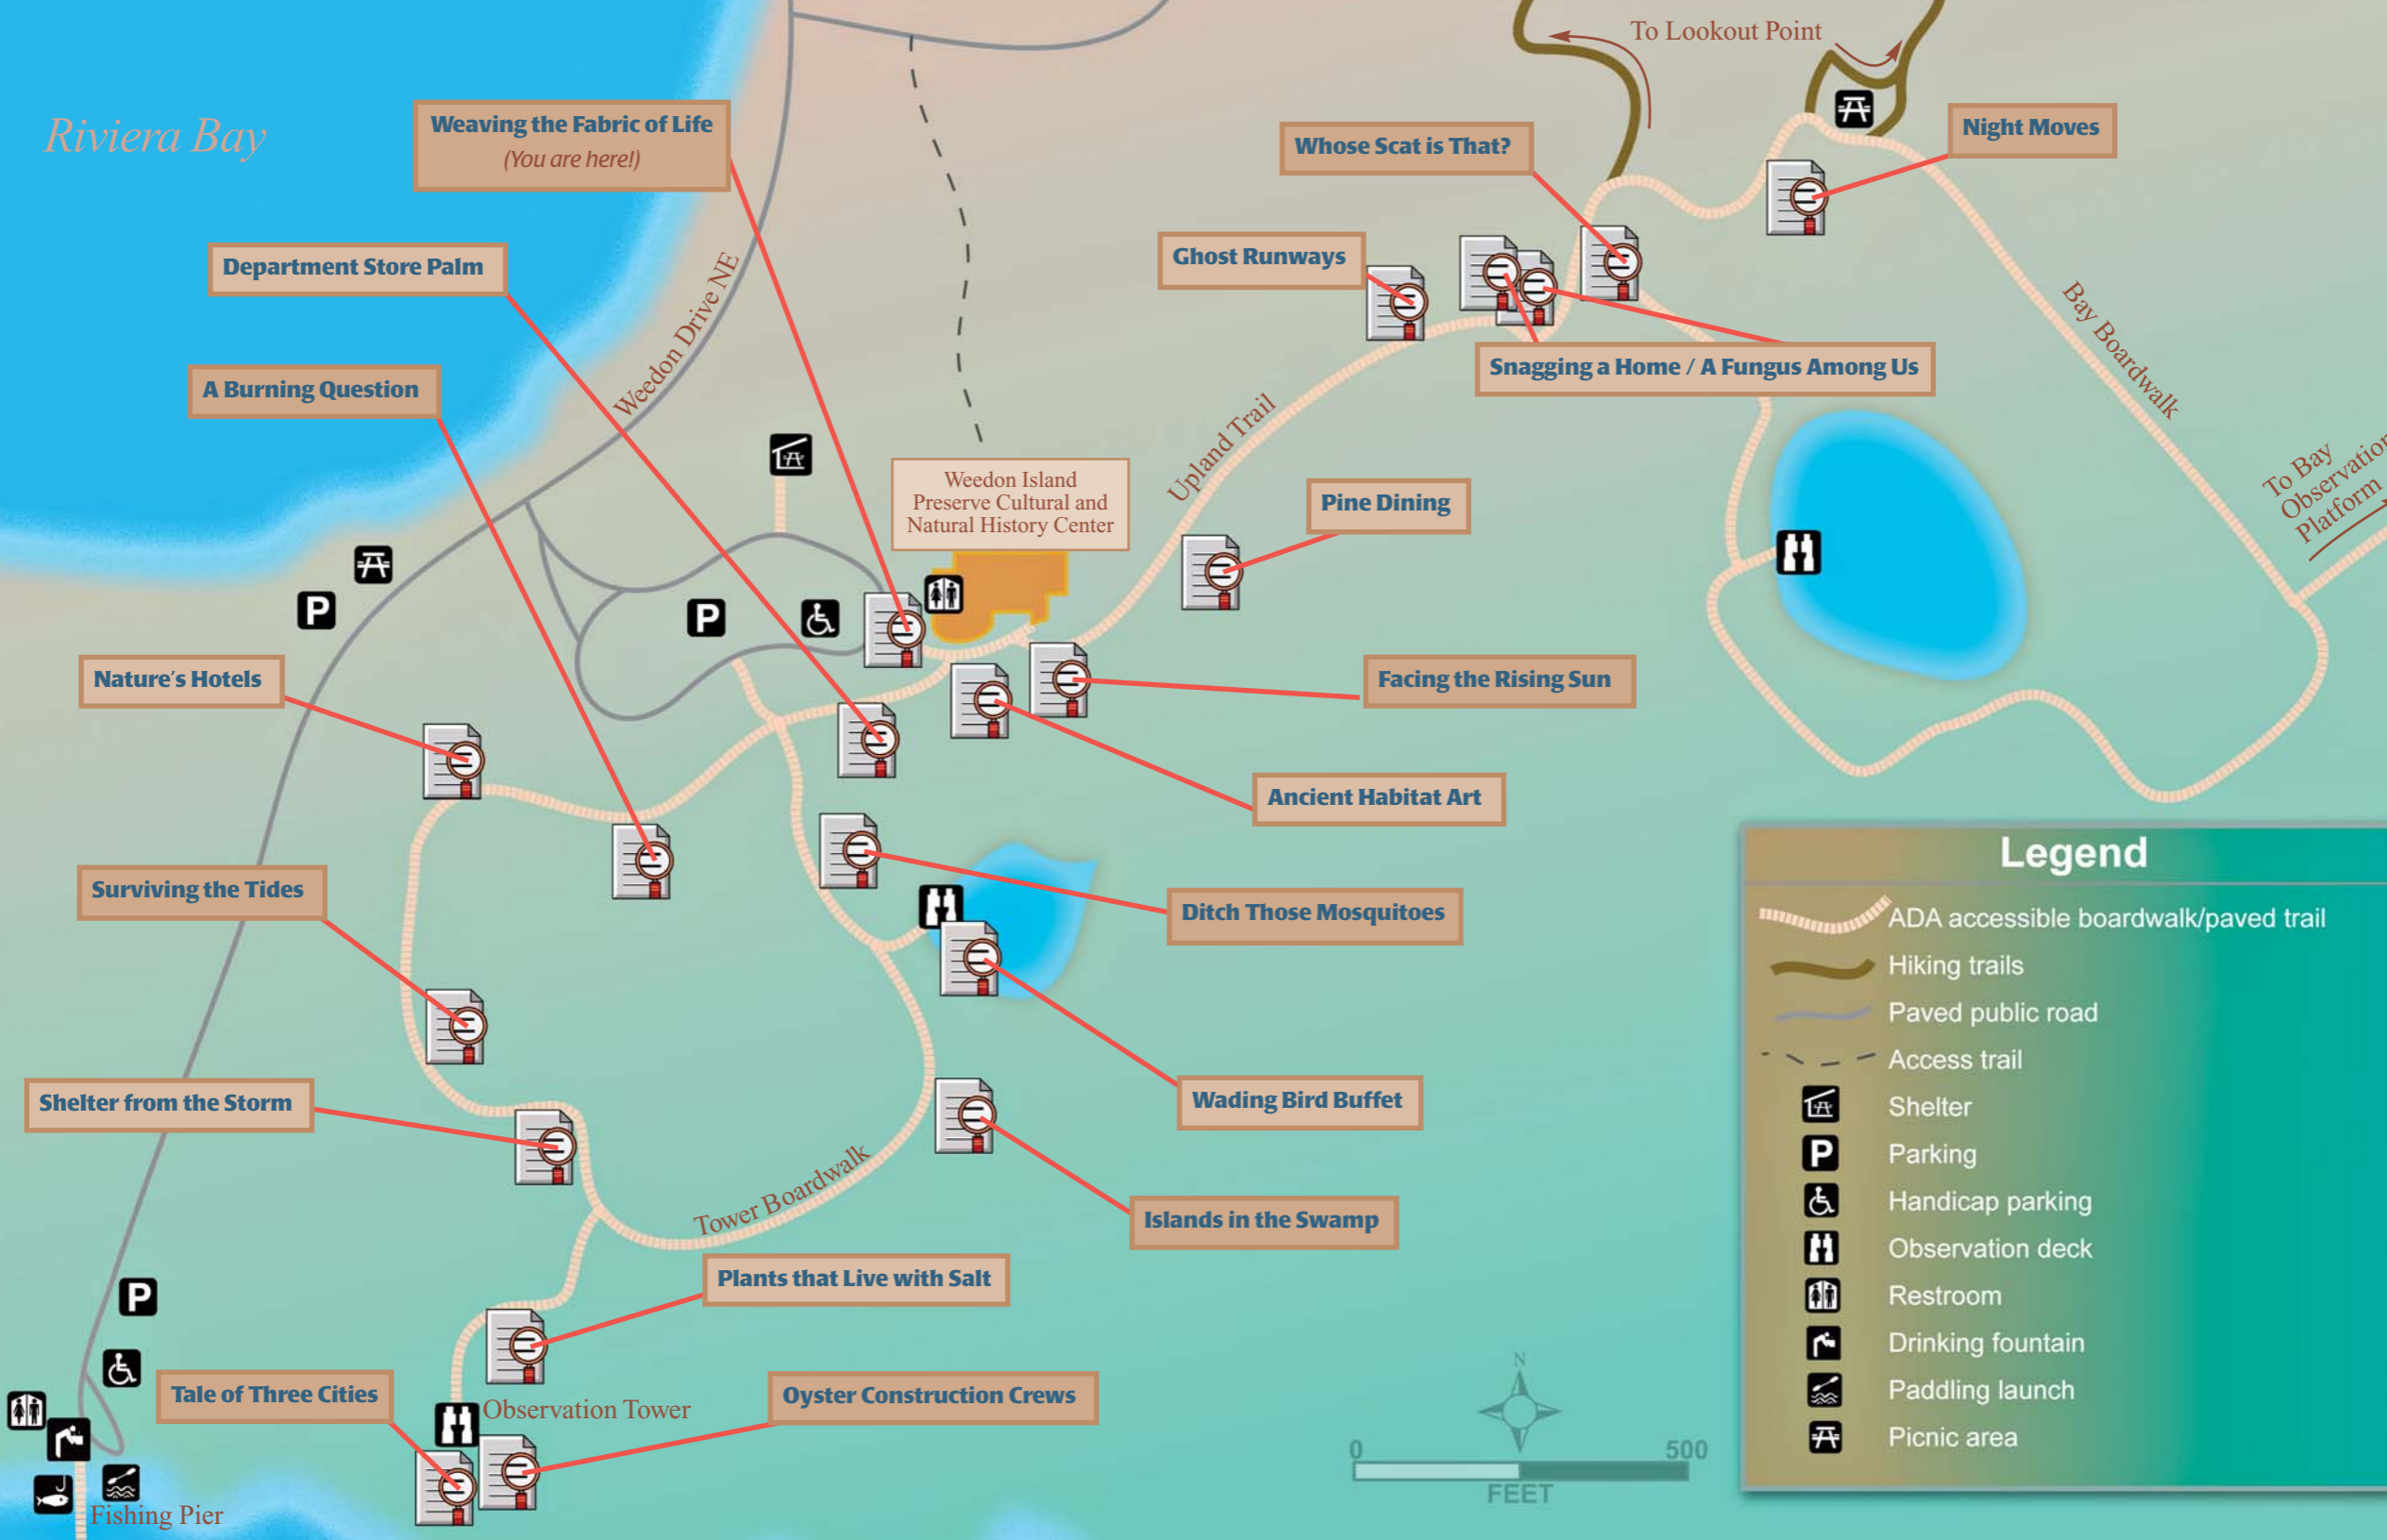 To Lookout Point
Riviera Bay
Weaving the Fabric of Life
(You are here!)
Night Moves
Whose Scat is That?
Department Store Palm
Ghost Runways
Weedon Drive NE
Bay Boardwalk
A Burning Question
Snagging a Home / A Fungus Among Us
Upland Trail
To Bay
Observation
Platform
Weedon Island
Preserve Cultural and
Natural History Center
Pine Dining
P
P
Nature's Hotels
Facing the Rising Sun
Ancient Habitat Art
Surviving the Tides
Ditch Those Mosquitoes
Shelter from the Storm
Wading Bird Buffet
Tower Boardwalk
Islands in the Swamp
Plants that Live with Salt
P
Tale of Three Cities
Oyster Construction Crews
Observation Tower
Fishing Pier
N
0 500
FEET
Legend
ADA accessible boardwalk/paved trail
Hiking trails
Paved public road
Access trail
Shelter
P Parking
Handicap parking
Observation deck
Restroom
Drinking fountain
Paddling launch
Picnic area